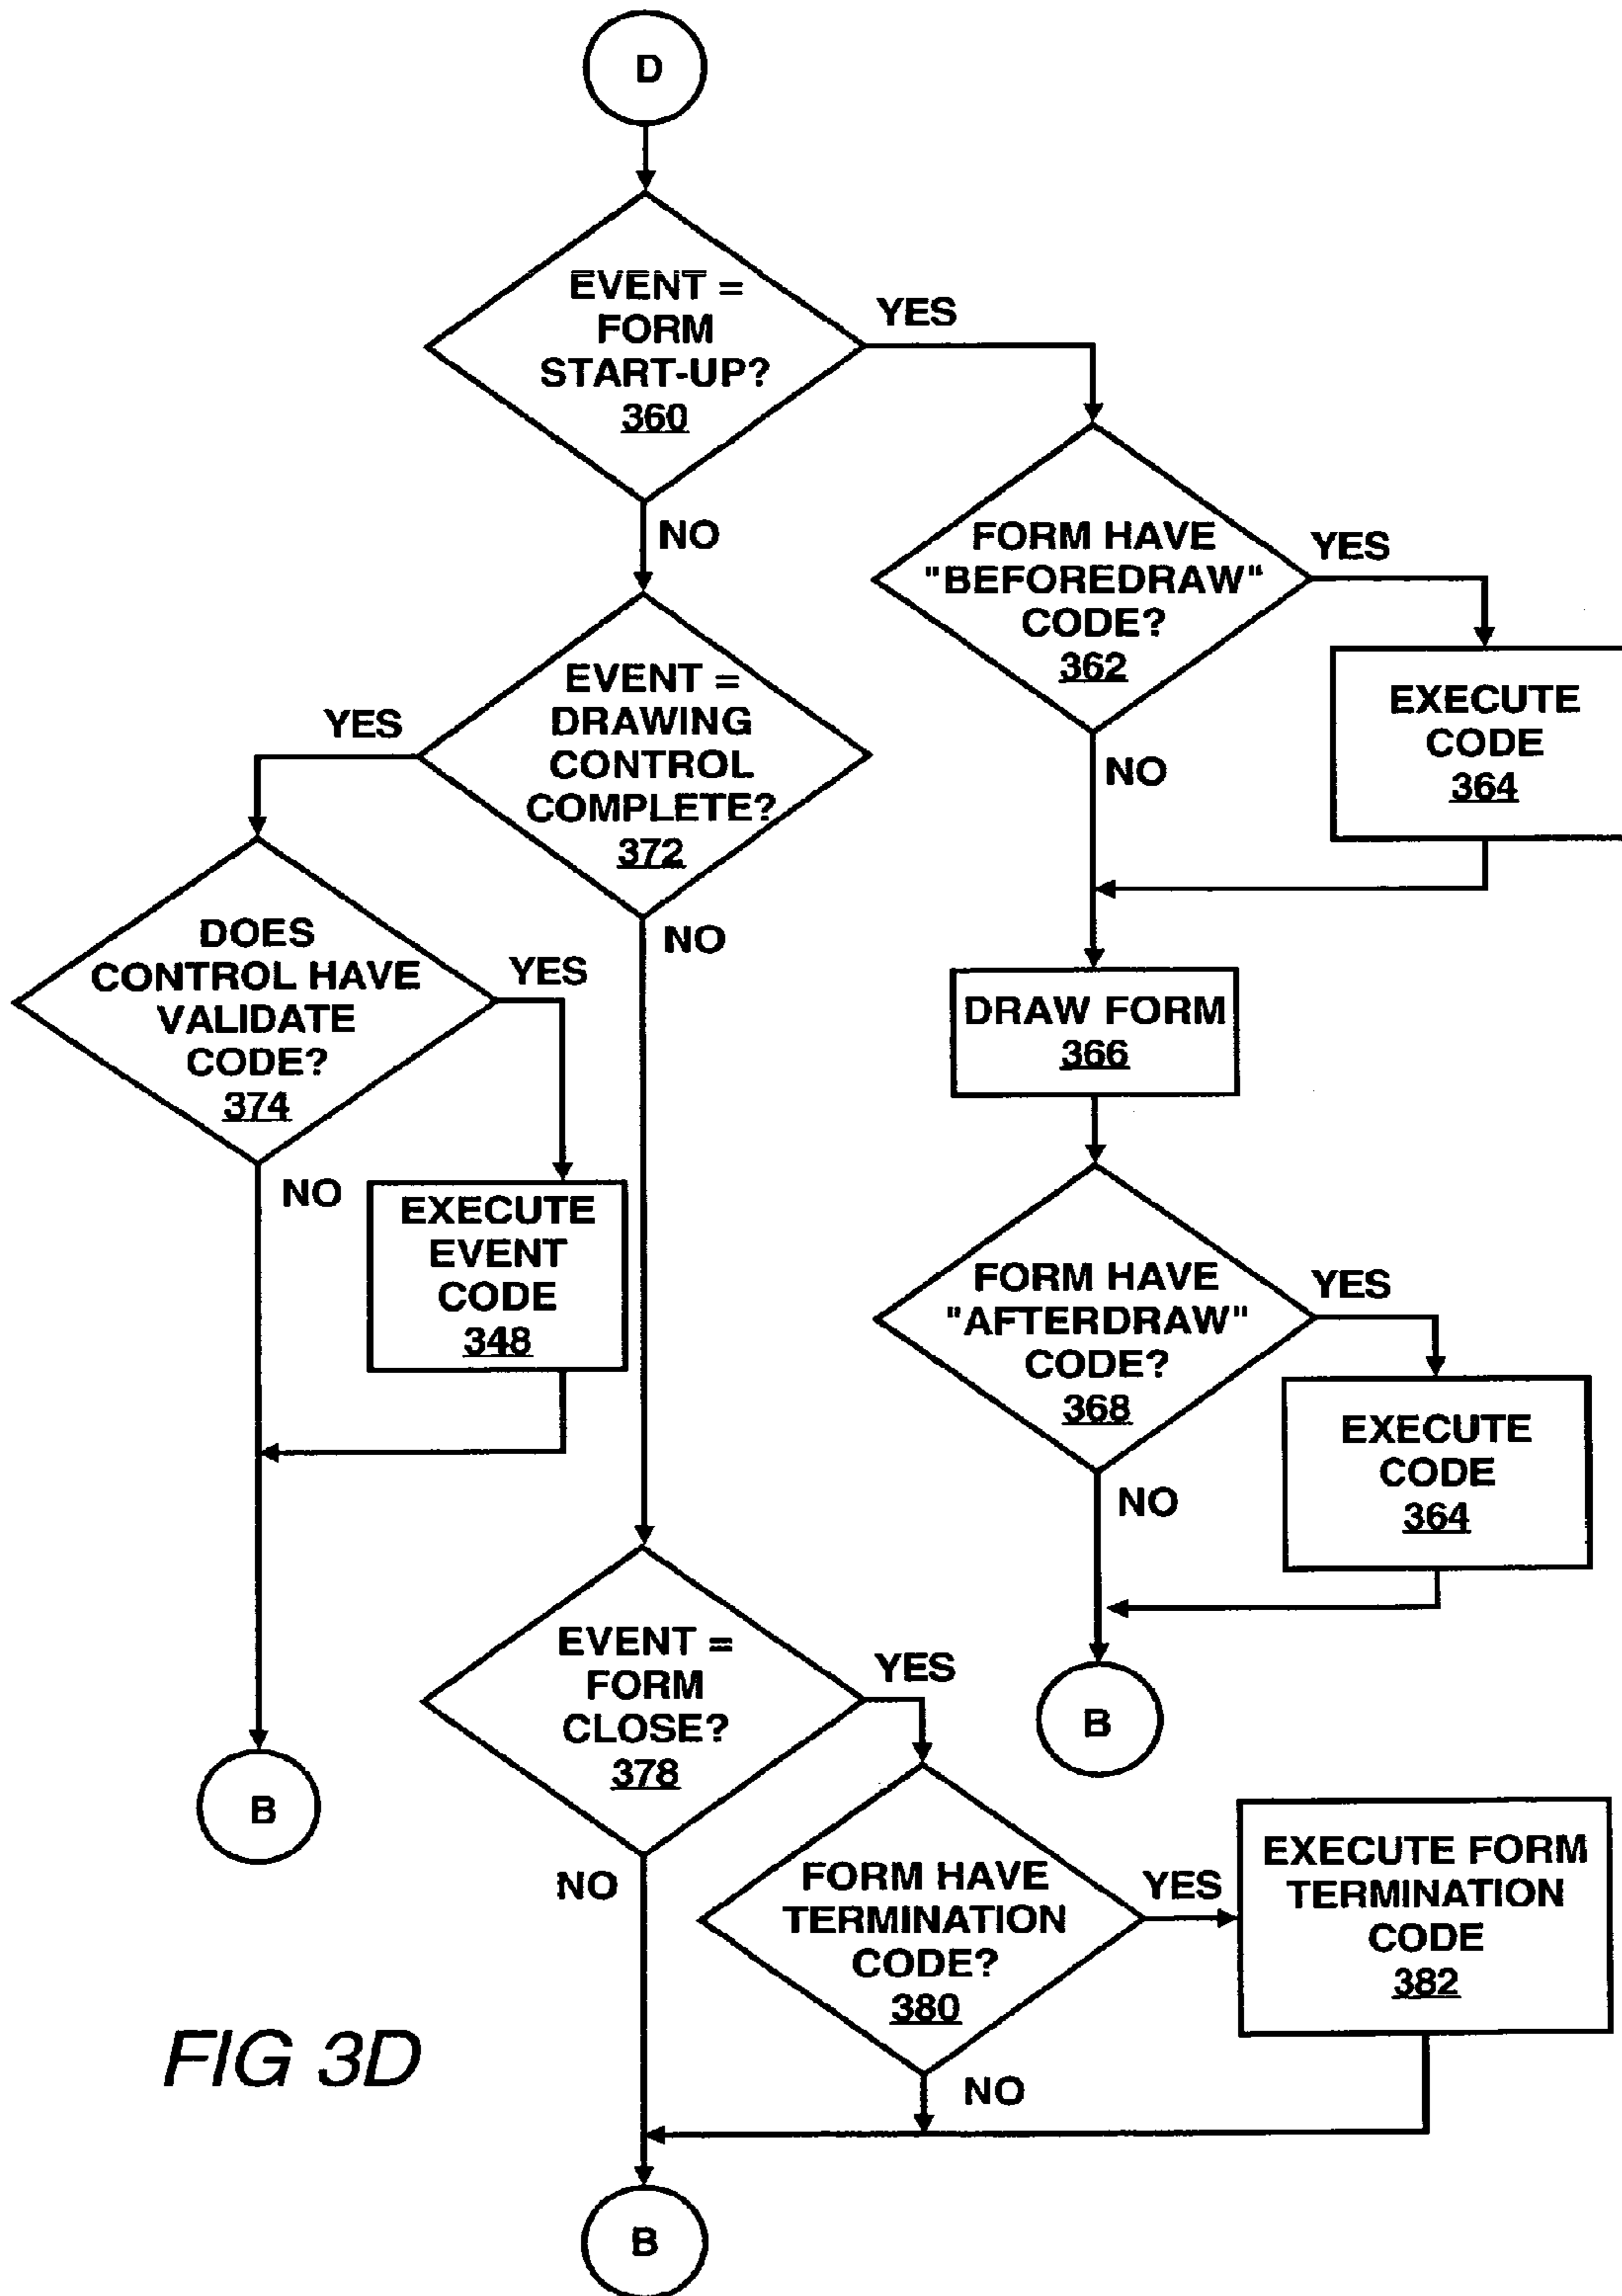 D
EVENT =
FORM
START-UP?
360
YES
NO
FORM HAVE
"BEFOREDRAW"
CODE?
362
YES
NO
EXECUTE
CODE
364
EVENT =
DRAWING
CONTROL
COMPLETE?
372
YES
NO
DOES
CONTROL HAVE
VALIDATE
CODE?
374
YES
NO
EXECUTE
EVENT
CODE
348
DRAW FORM
366
FORM HAVE
"AFTERDRAW"
CODE?
368
YES
NO
EXECUTE
CODE
364
B
B
EVENT =
FORM
CLOSE?
378
YES
NO
FORM HAVE
TERMINATION
CODE?
380
YES
NO
EXECUTE FORM
TERMINATION
CODE
382
B
FIG 3D